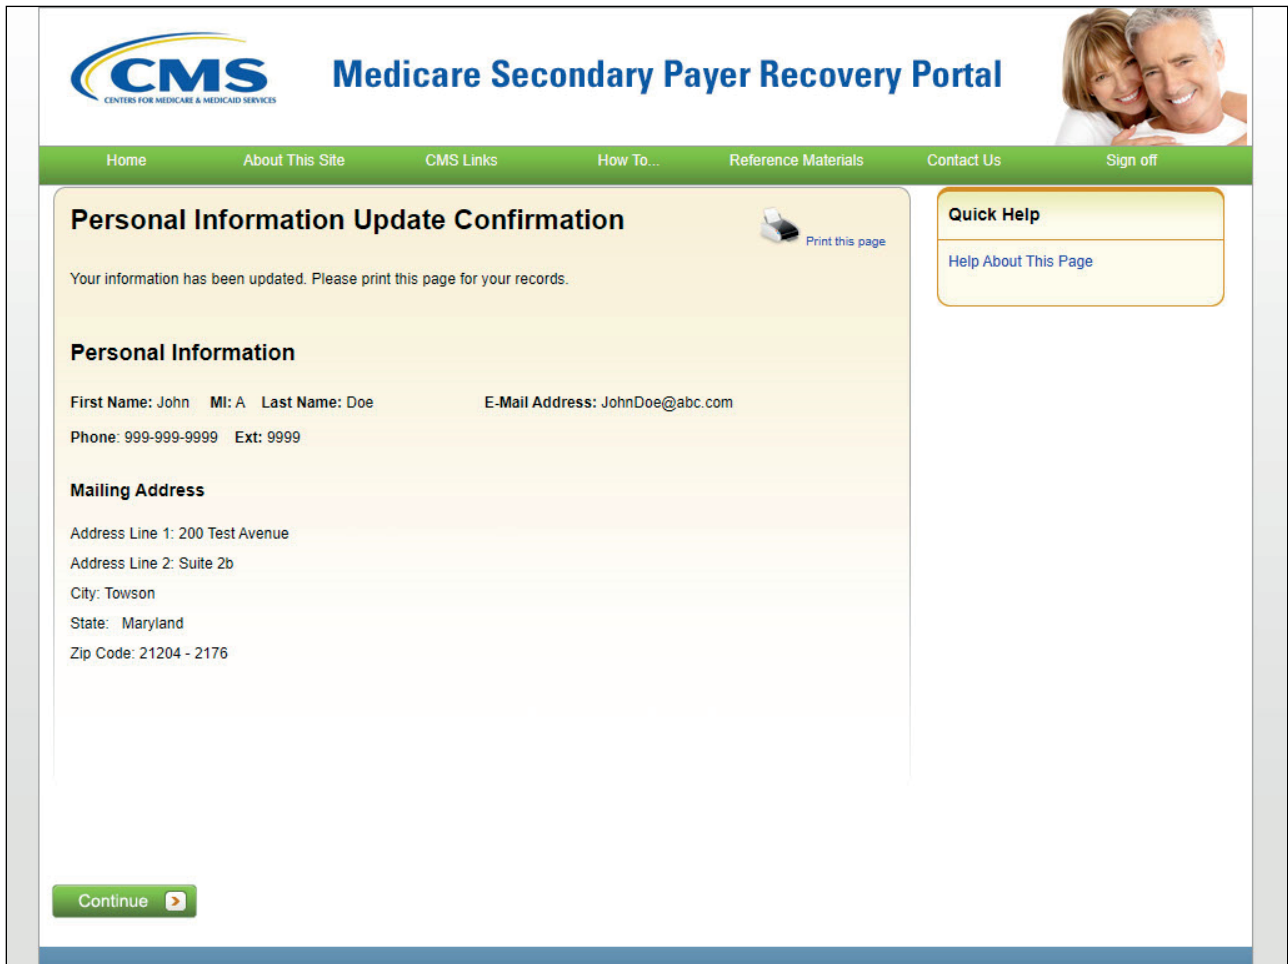 CMS
CENTERS FOR MEDICARE & MEDICAID SERVICES
Medicare Secondary Payer Recovery Portal
Home About This Site CMS Links How To... Reference Materials Contact Us Sign off
Personal Information Update Confirmation
Print this page
Your information has been updated. Please print this page for your records.
Personal Information
First Name: John MI: A Last Name: Doe E-Mail Address: JohnDoe@abc.com
Phone: 999-999-9999 Ext: 9999
Mailing Address
Address Line 1: 200 Test Avenue
Address Line 2: Suite 2b
City: Towson
State: Maryland
Zip Code: 21204 - 2176
Quick Help
Help About This Page
Continue